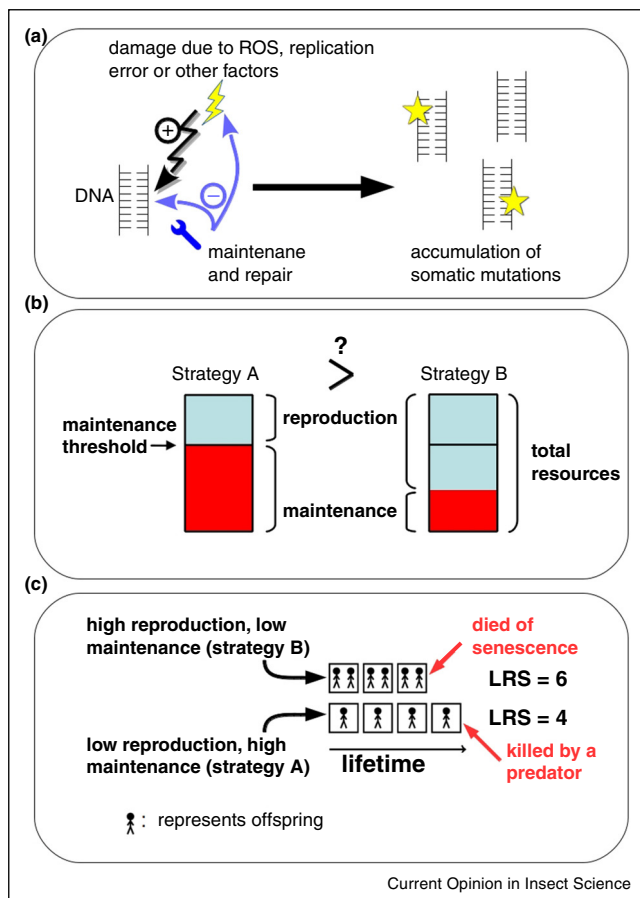 (a)
damage due to ROS, replication
error or other factors
+
DNA
−
maintenane
and repair
accumulation of
somatic mutations
(b)
?
Strategy A
>
Strategy B
maintenance
threshold
reproduction
total
resources
maintenance
(c)
high reproduction, low
maintenance (strategy B)
died of
senescence
LRS = 6
LRS = 4
low reproduction, high
maintenance (strategy A)
lifetime
killed by a
predator
: represents offspring
Current Opinion in Insect Science